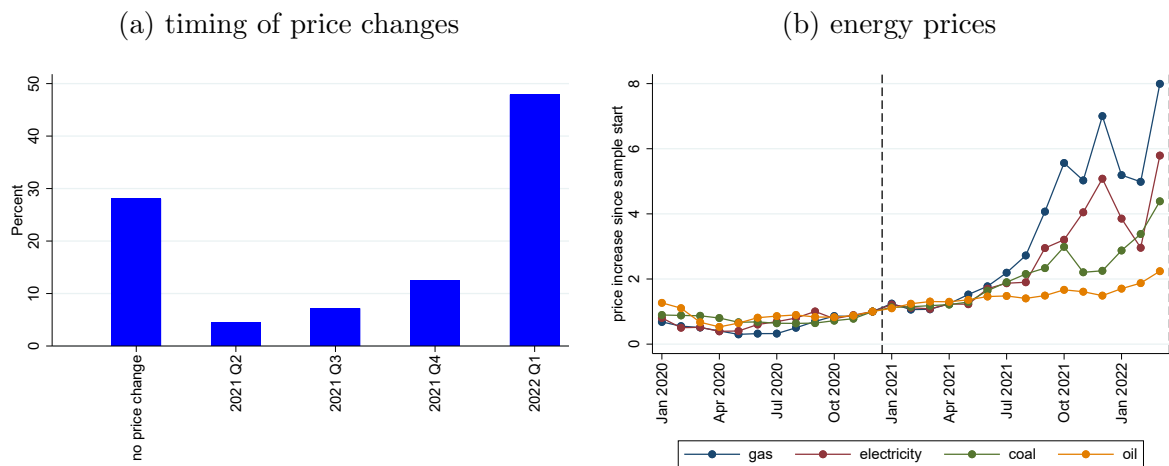 (a) timing of price changes
Percent
50
40
30
20
10
0
no price change
2021 Q2
2021 Q3
2021 Q4
2022 Q1
(b) energy prices
price increase since sample start
8
6
4
2
0
Jan 2020
Apr 2020
Jul 2020
Oct 2020
Jan 2021
Apr 2021
Jul 2021
Oct 2021
Jan 2022
gas electricity coal oil